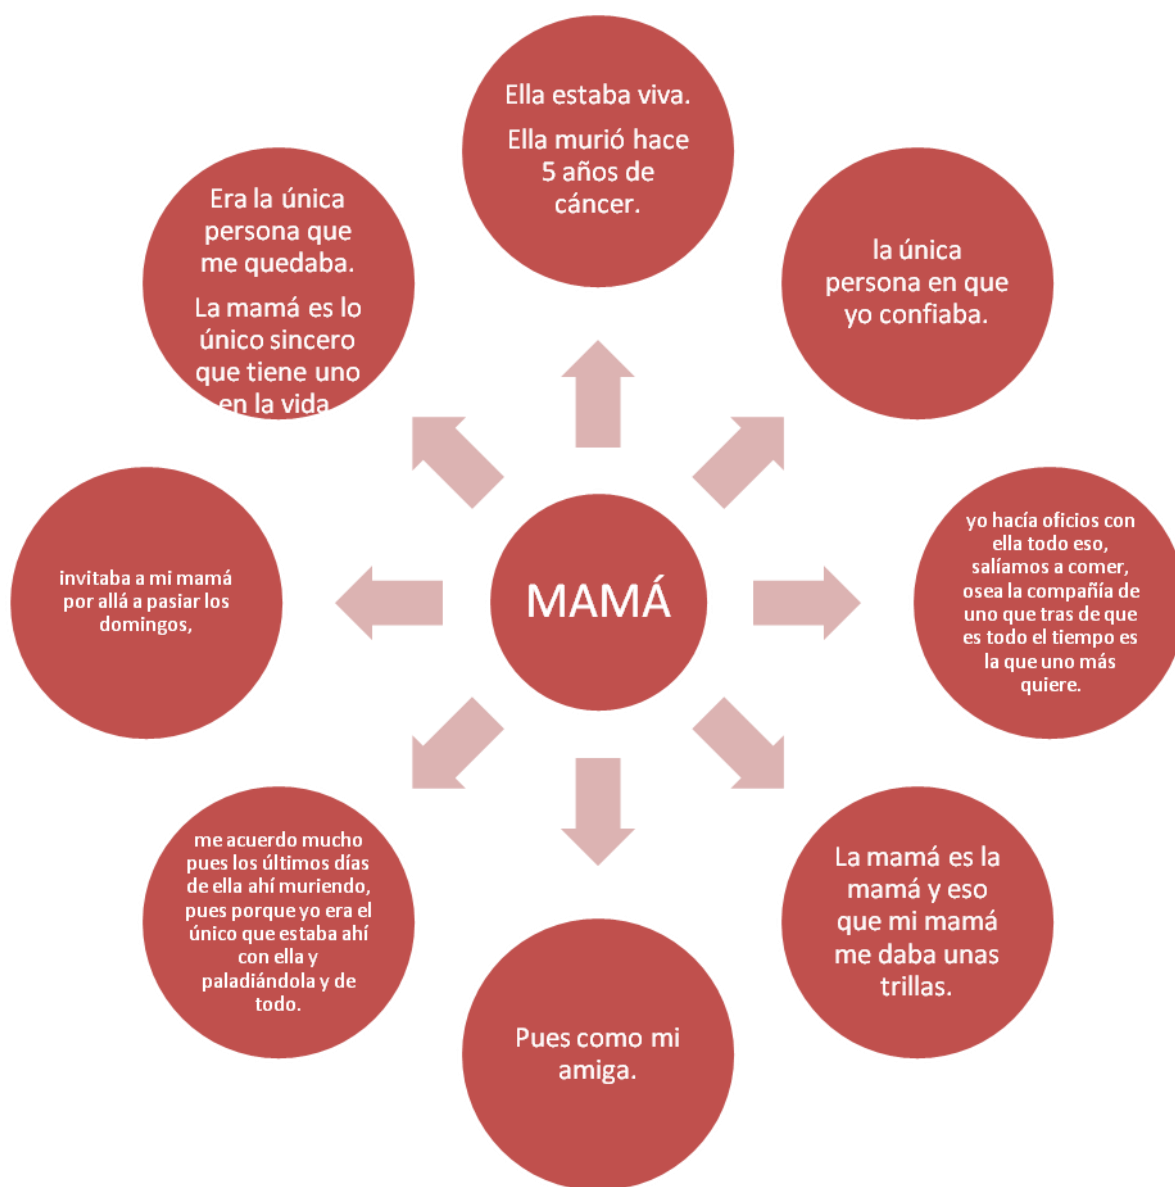 Ella estaba viva.
Ella murió hace
5 años de
cáncer.
la única
persona en que
yo confiaba.
yo hacía oficios con
ella todo eso,
salíamos a comer,
osea la compañía de
uno que tras de que
es todo el tiempo es
la que uno más
quiere.
La mamá es la
mamá y eso
que mi mamá
me daba unas
trillas.
Pues como mi
amiga.
me acuerdo mucho
pues los últimos días
de ella ahí muriendo,
pues porque yo era el
único que estaba ahí
con ella y
paladiándola y de
todo.
invitaba a mi mamá
por allá a pasiar los
domingos,
Era la única
persona que
me quedaba.
La mamá es lo
único sincero
que tiene uno
en la vida
MAMÁ